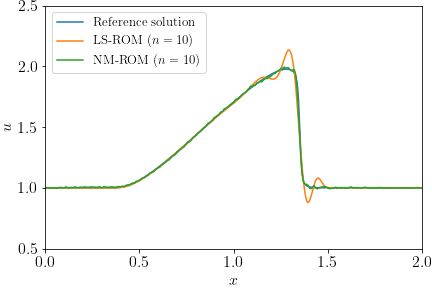 2.5
2.0
1.5
1.0
0.5
u
Reference solution
LS-ROM (n = 10)
NM-ROM (n = 10)
0.0 0.5 1.0 1.5 2.0
x